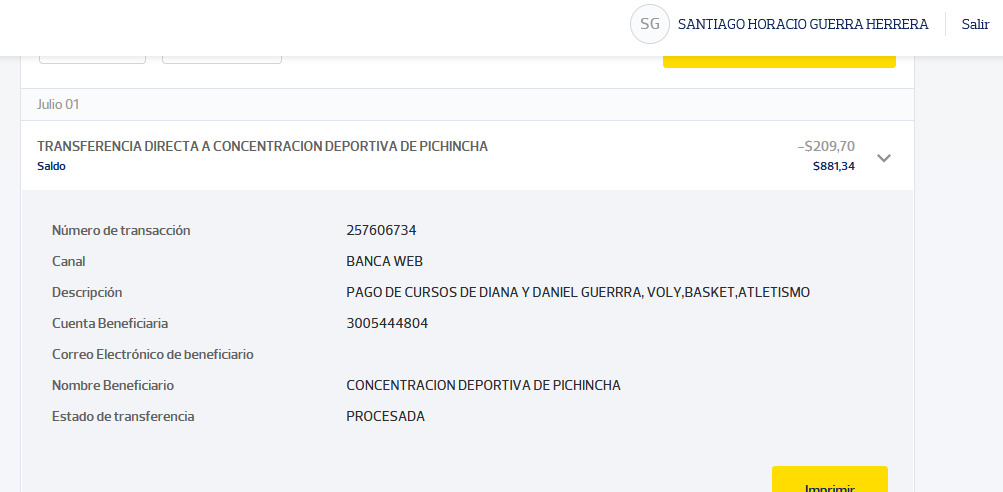 SG SANTIAGO HORACIO GUERRA HERRERA Salir
Julio 01
TRANSFERENCIA DIRECTA A CONCENTRACION DEPORTIVA DE PICHINCHA -$209,70
Saldo $881,34
Número de transacción 257606734
Canal BANCA WEB
Descripción PAGO DE CURSOS DE DIANA Y DANIEL GUERRRA, VOLY,BASKET,ATLETISMO
Cuenta Beneficiaria 3005444804
Correo Electrónico de beneficiario
Nombre Beneficiario CONCENTRACION DEPORTIVA DE PICHINCHA
Estado de transferencia PROCESADA
Imprimir